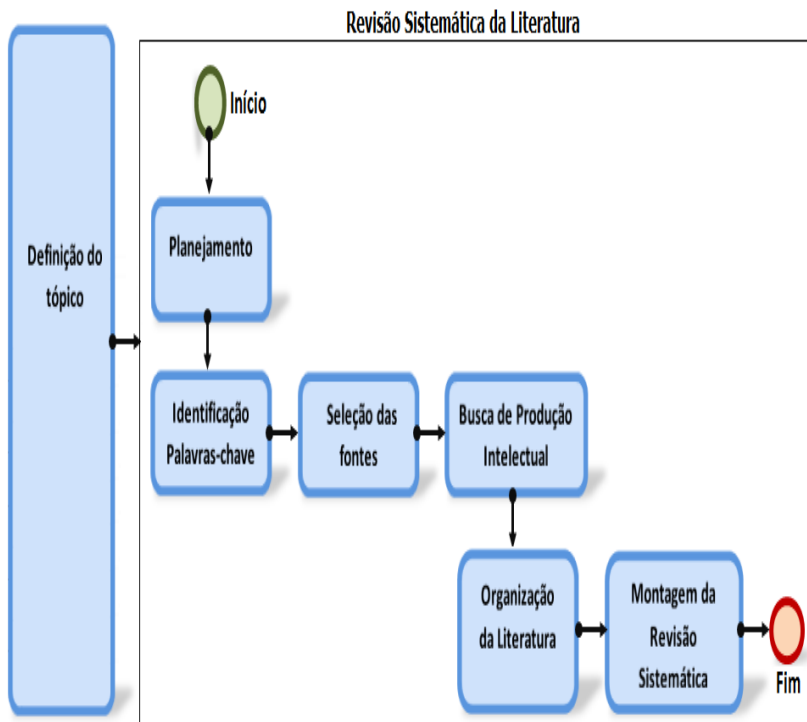 Revisão Sistemática da Literatura
Definição do
tópico
Início
Planejamento
Identificação
Palavras-chave
Seleção das
fontes
Busca de Produção
Intelectual
Organização
da Literatura
Montagem da
Revisão
Sistemática
Fim